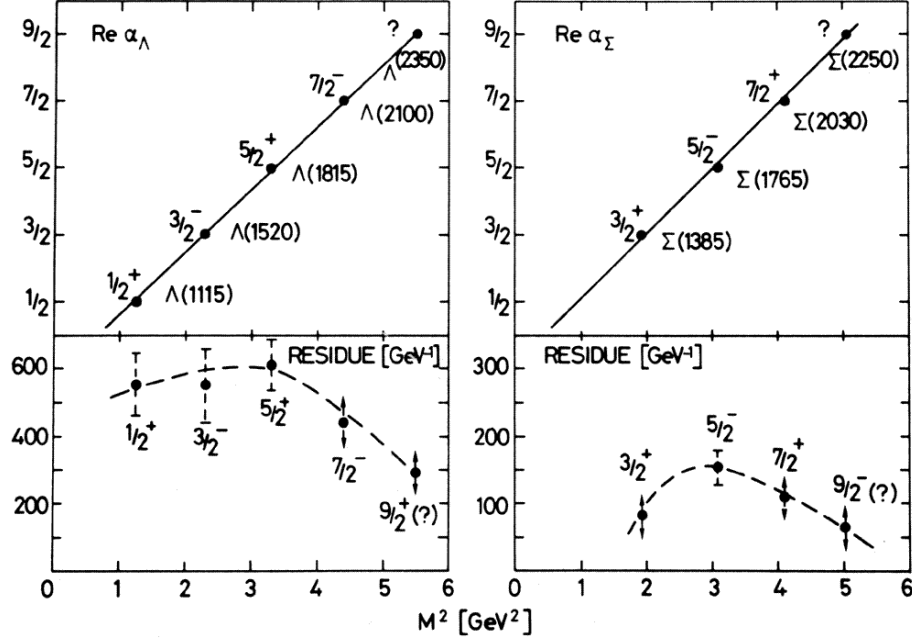 9/2
7/2
5/2
3/2
1/2
Re α_Λ
?
Λ(2350)
7/2⁻
Λ(2100)
5/2⁺
Λ(1815)
3/2⁻
Λ(1520)
1/2⁺
Λ(1115)
9/2
7/2
5/2
3/2
1/2
Re α_Σ
?
Σ(2250)
7/2⁺
Σ(2030)
5/2⁻
Σ(1765)
3/2⁺
Σ(1385)
600
400
200
RESIDUE [GeV⁻¹]
1/2⁺
3/2⁻
5/2⁺
7/2⁻
9/2⁺(?)
0 1 2 3 4 5 6
300
200
100
RESIDUE [GeV⁻¹]
3/2⁺
5/2⁻
7/2⁺
9/2⁻(?)
0 1 2 3 4 5 6
M² [GeV²]